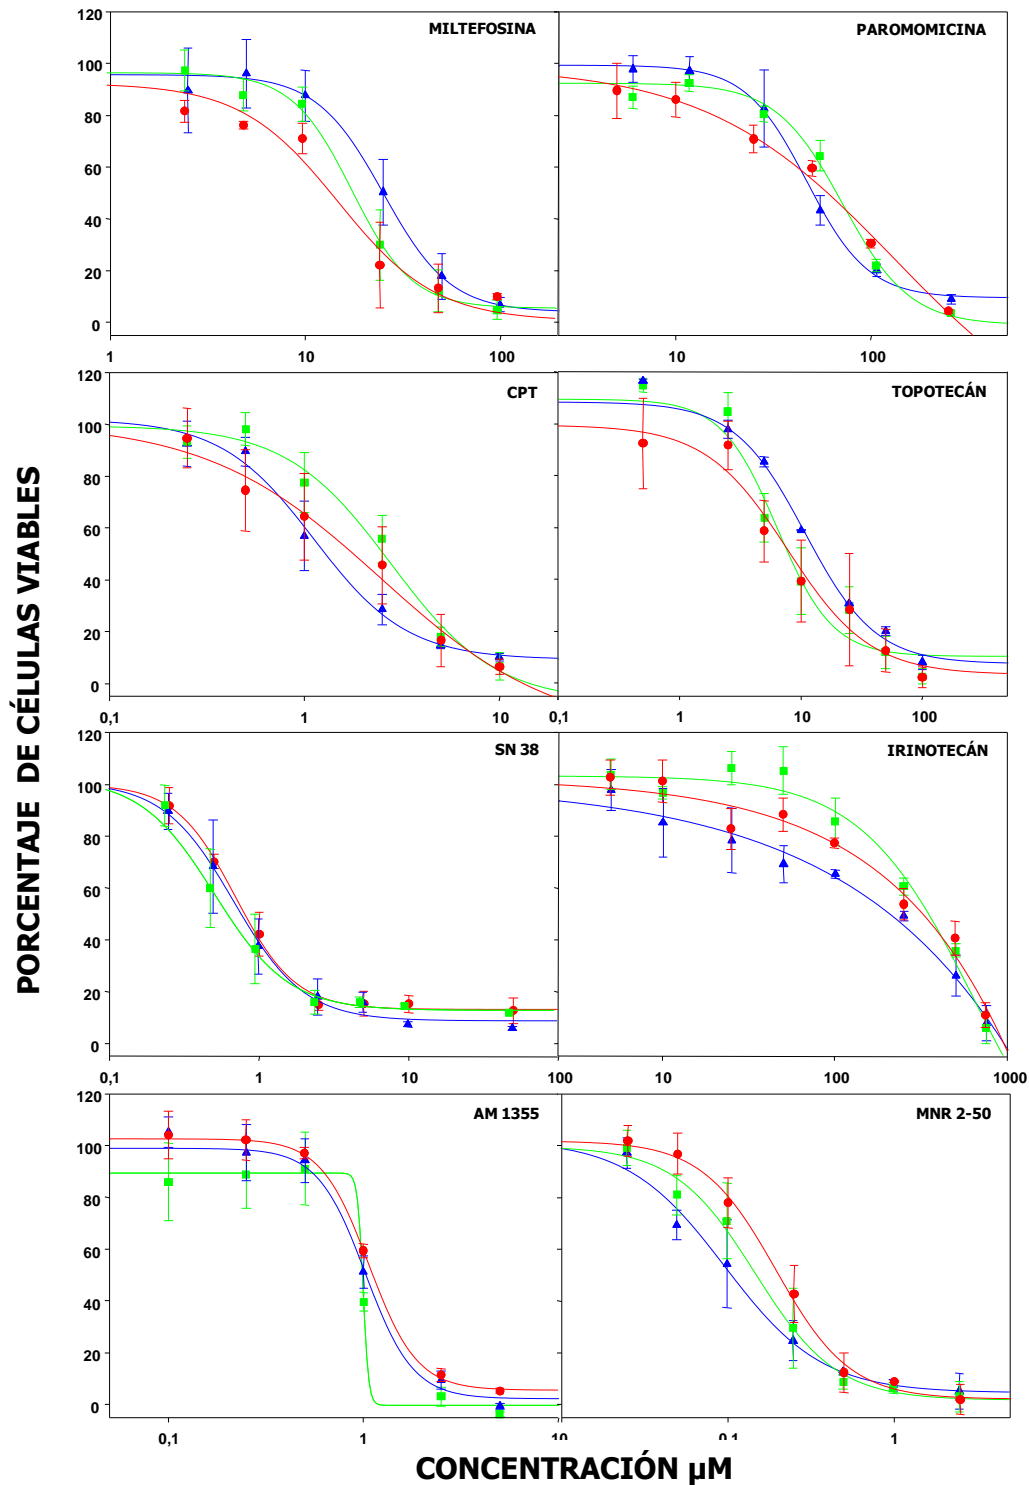 PORCENTAJE DE CÉLULAS VIABLES
MILTEFOSINA
120
100
80
60
40
20
0
1 10 100
PAROMOMICINA
10 100
CPT
120
100
80
60
40
20
0
0,1 1 10
TOPOTECÁN
0,1 1 10 100
SN 38
120
100
80
60
40
20
0
0,1 1 10 100
IRINOTECÁN
10 100 1000
AM 1355
120
100
80
60
40
20
0
0,1 1 10
MNR 2-50
0,1 1
CONCENTRACIÓN µM